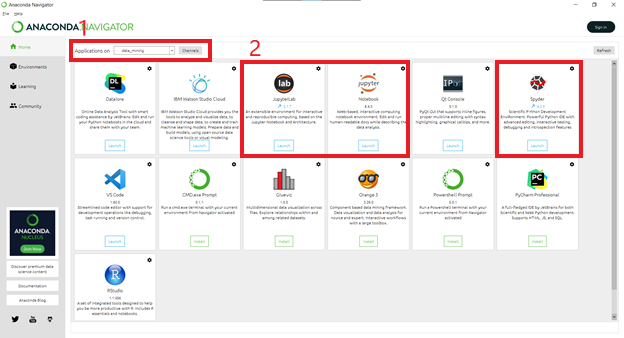 Anaconda Navigator
File Help
1
ANACONDA.NAVIGATOR
Sign in
Home
Environments
Learning
Community
Applications on
data_mining
Channels
2
Refresh
Datalore
Online Data Analysis Tool with smart
coding assistance by JetBrains. Edit and run
your Python notebooks in the cloud and
share them with your team.
Launch
IBM Watson Studio Cloud
IBM Watson Studio Cloud provides you the
tools to analyze and visualize data, to
cleanse and shape data, to create and train
machine learning models. Prepare data and
build models, using open source data
science tools or visual modeling.
Launch
lab
JupyterLab
An extensible environment for interactive
and reproducible computing, based on the
Jupyter Notebook and Architecture.
Launch
jupyter
Notebook
Web-based, interactive computing
notebook environment. Edit and run
human-readable docs while describing the
data analysis.
Launch
IP[y]:
Qt Console
PyQt GUI that supports inline figures,
proper multiline editing with syntax
highlighting, graphical calltips, and more.
Launch
Spyder
Scientific Python Development
Environment. Powerful Python IDE with
advanced editing, interactive testing,
debugging and introspection features
Launch
VS Code
Streamlined code editor with support for
development operations like debugging,
task running and version control.
Launch
CMD.exe Prompt
0.1.1
Run a cmd.exe terminal with your current
environment from Navigator activated
Install
Glueviz
1.0.0
Multidimensional data visualization across
files. Explore relationships within and
among related datasets.
Install
Orange 3
3.26.0
Component based data mining framework.
Data visualization and data analysis for
novice and expert. Interactive workflows
with a large toolbox.
Install
Powershell Prompt
0.0.1
Run a Powershell terminal with your
current environment from Navigator
activated
Install
PC
PyCharm Professional
A full-fledged IDE by JetBrains for both
Scientific and Web Python development.
Supports HTML, JS, and SQL.
Install
R
RStudio
1.1.456
A set of integrated tools designed to help
you be more productive with R. Includes R
essentials and notebooks.
ANACONDA
NUCLEUS
Join Now
Discover premium data
science content
Documentation
Anaconda Blog